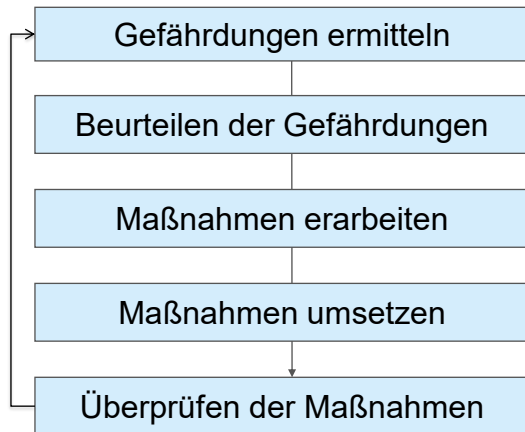 Gefährdungen ermitteln
Beurteilen der Gefährdungen
Maßnahmen erarbeiten
Maßnahmen umsetzen
Überprüfen der Maßnahmen